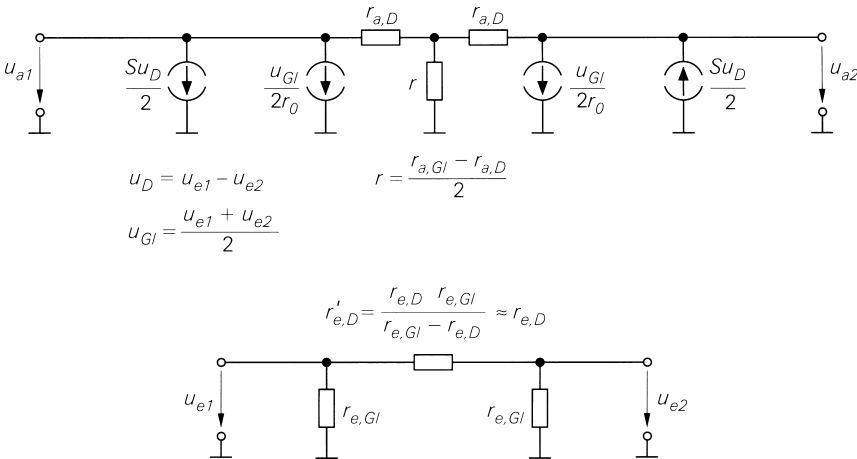 r_{a,D} r_{a,D}
u_{a1} Su_D/2 u_{Gl}/2r_0 r u_{Gl}/2r_0 Su_D/2 u_{a2}
u_D = u_{e1} − u_{e2} r = (r_{a,Gl} − r_{a,D})/2
u_{Gl} = (u_{e1} + u_{e2})/2
r'_{e,D} = (r_{e,D} r_{e,Gl})/(r_{e,Gl} − r_{e,D}) ≈ r_{e,D}
u_{e1} r_{e,Gl} r_{e,Gl} u_{e2}